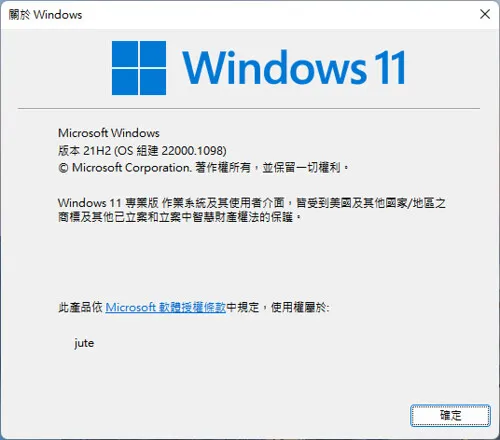 關於 Windows
Windows 11
Microsoft Windows
版本 21H2 (OS 組建 22000.1098)
© Microsoft Corporation. 著作權所有，並保留一切權利。
Windows 11 專業版 作業系統及其使用者介面，皆受到美國及其他國家/地區之
商標及其他已立案和立案中智慧財產權法的保護。
此產品依 Microsoft 軟體授權條款中規定，使用權屬於:
jute
確定